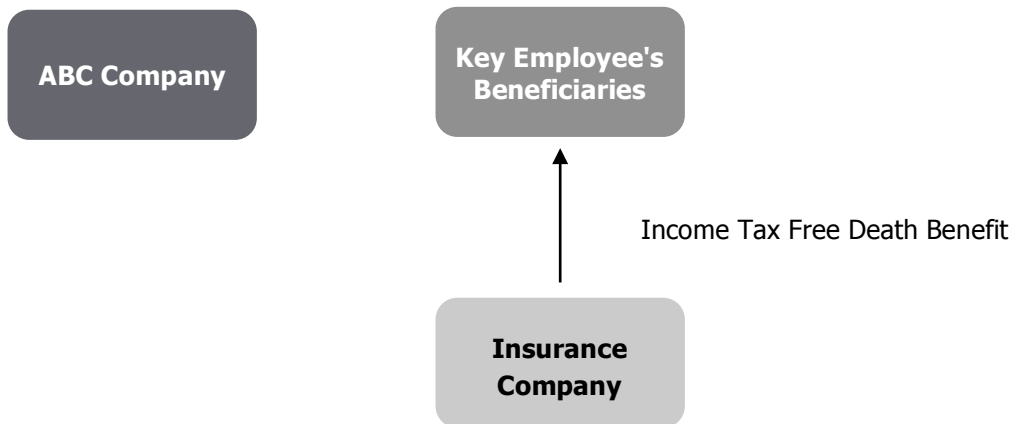 ABC Company
Key Employee's
Beneficiaries
Income Tax Free Death Benefit
Insurance
Company